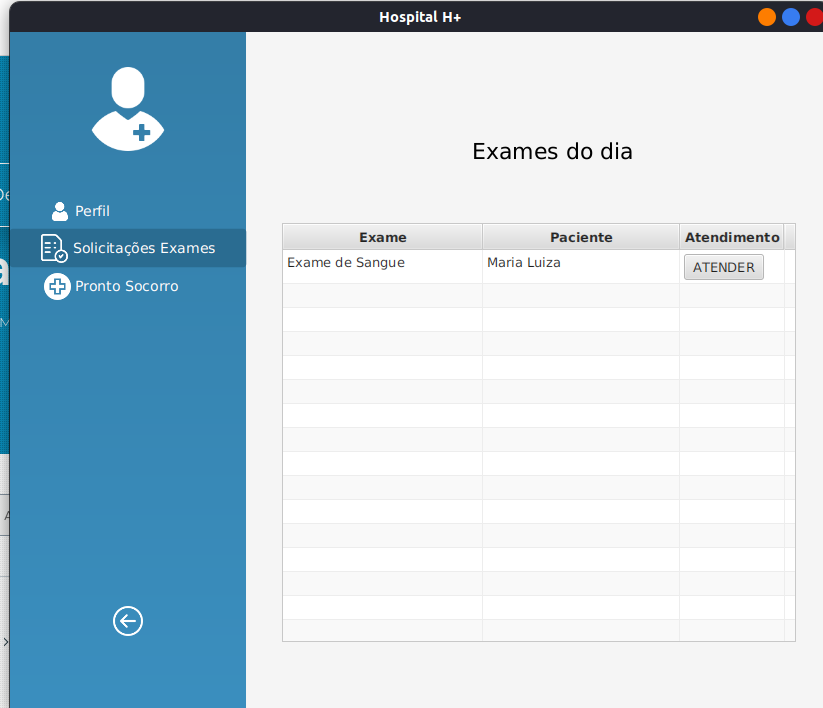 Hospital H+
Perfil
Solicitações Exames
Pronto Socorro
Exames do dia
Exame Paciente Atendimento
Exame de Sangue Maria Luiza ATENDER